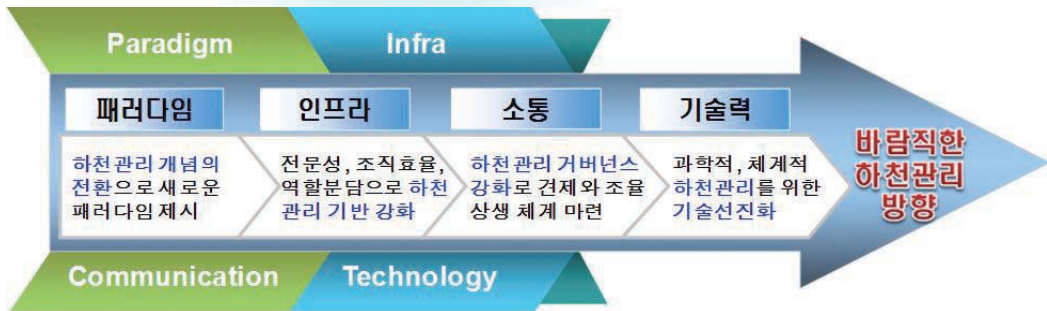 Paradigm
Infra
패러다임
인프라
소통
기술력
하천관리 개념의
전환으로 새로운
패러다임 제시
전문성, 조직효율,
역할분담으로 하천
관리 기반 강화
하천관리 거버넌스
강화로 견제와 조율
상생 체계 마련
과학적, 체계적
하천관리를 위한
기술선진화
바람직한
하천관리
방향
Communication
Technology